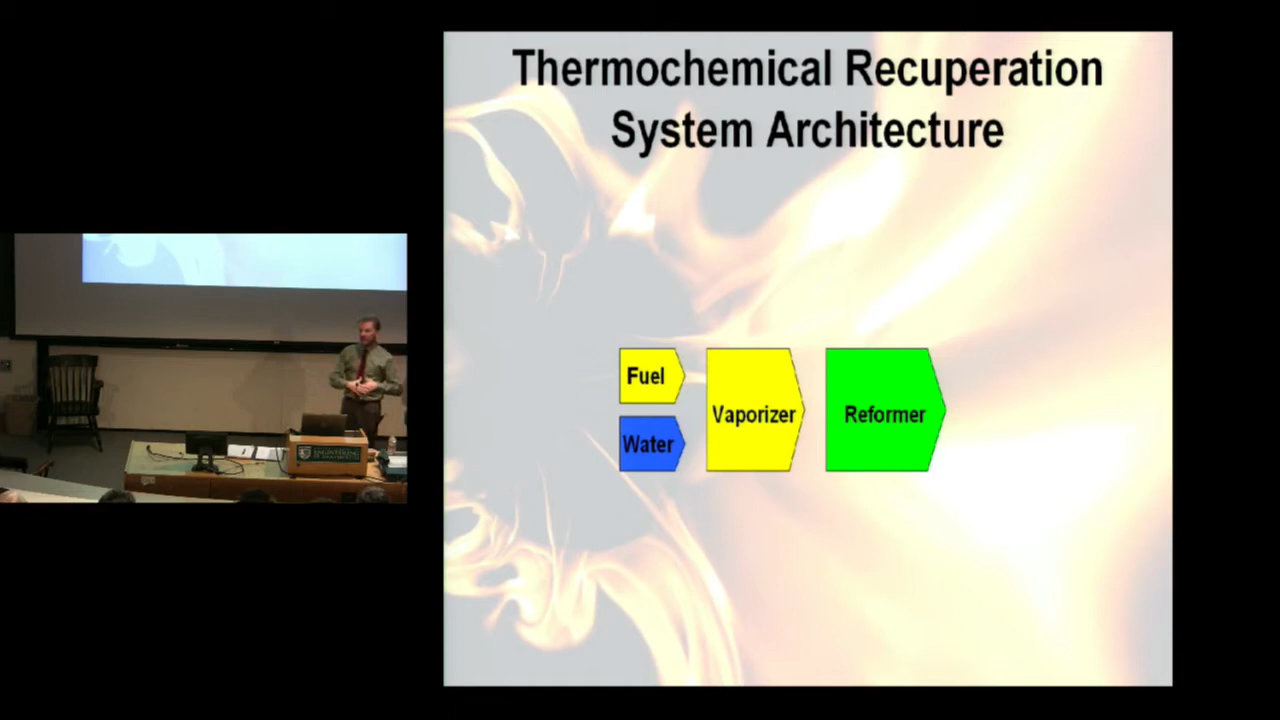 Thermochemical Recuperation
System Architecture
Fuel
Vaporizer
Reformer
Water